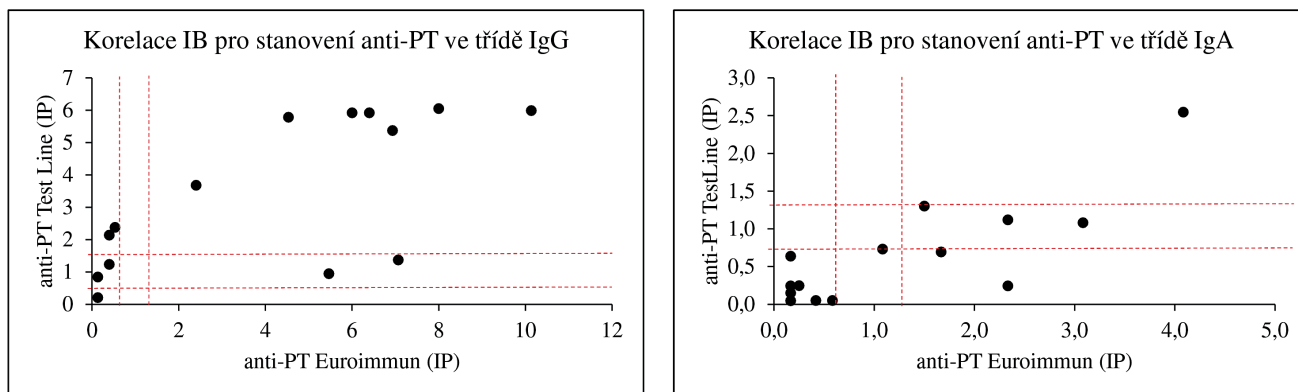 Korelace IB pro stanovení anti-PT ve třídě IgG
anti-PT Test Line (IP)
7
6
5
4
3
2
1
0
0 2 4 6 8 10 12
anti-PT Euroimmun (IP)
Korelace IB pro stanovení anti-PT ve třídě IgA
anti-PT TestLine (IP)
3,0
2,5
2,0
1,5
1,0
0,5
0,0
0,0 1,0 2,0 3,0 4,0 5,0
anti-PT Euroimmun (IP)